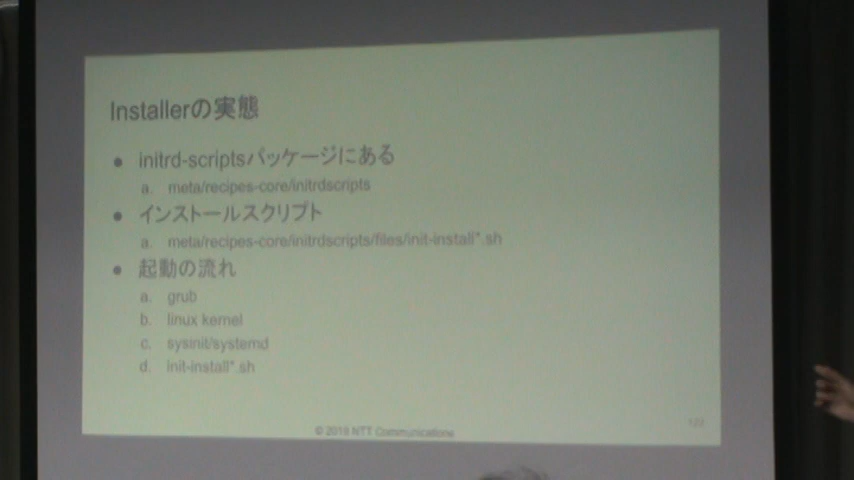 Installerの実態
● initrd-scriptsパッケージにある
a. meta/recipes-core/initrdscripts
● インストールスクリプト
a. meta/recipes-core/initrdscripts/files/init-install*.sh
● 起動の流れ
a. grub
b. linux kernel
c. sysinit/systemd
d. init-install*.sh
© 2019 NTT Communications